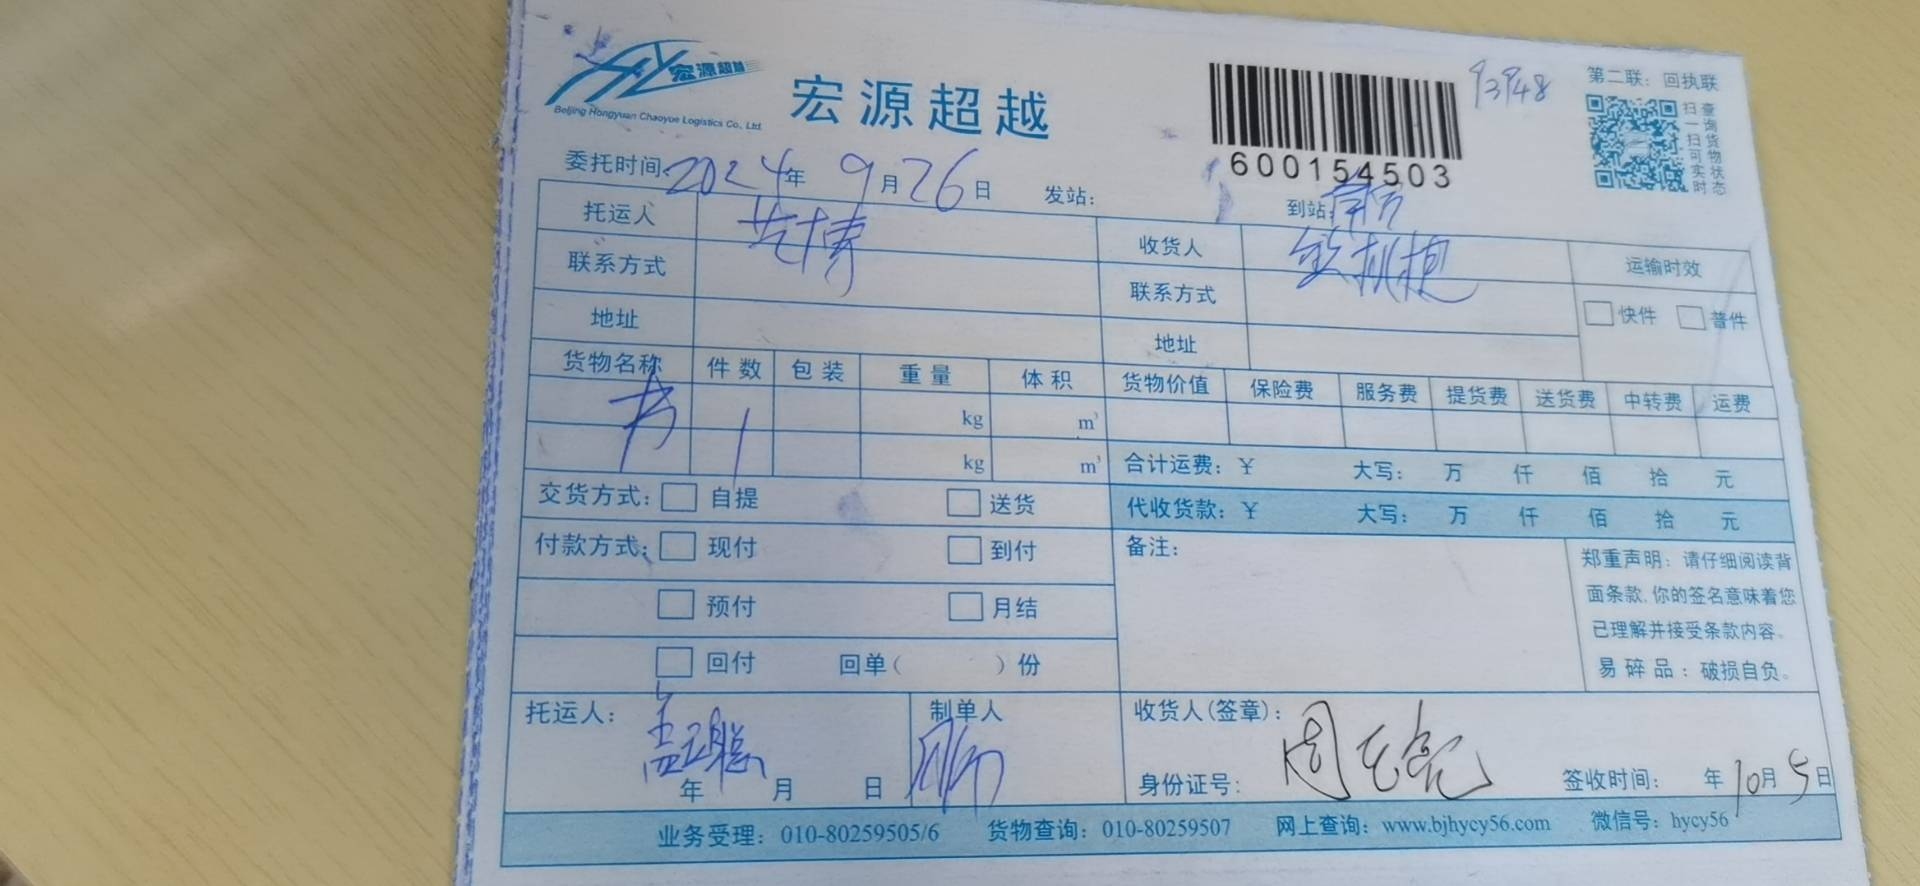 宏源超越
Beijing Hongyuan Chaoyue Logistics Co., Ltd.
宏源超越
600154503
第二联：回执联
扫一扫可实时
查询货物状态
委托时间：2024年9月26日 发站： 到站：
托运人
联系方式
地址
收货人
联系方式
地址
运输时效
快件 普件
货物名称 件数 包装 重量 体积 货物价值 保险费 服务费 提货费 送货费 中转费 运费
书 1 kg m³
kg m³
合计运费：￥ 大写： 万 仟 佰 拾 元
交货方式： 自提 送货
代收货款：￥ 大写： 万 仟 佰 拾 元
付款方式： 现付 到付
预付 月结
回付 回单（ ）份
备注：
郑重声明：请仔细阅读背
面条款,你的签名意味着您
已理解并接受条款内容。
易碎品：破损自负。
托运人：
年 月 日
制单人
收货人(签章)：
身份证号： 签收时间： 年10月5日
业务受理：010-80259505/6 货物查询：010-80259507 网上查询：www.bjhycy56.com 微信号：hycy56